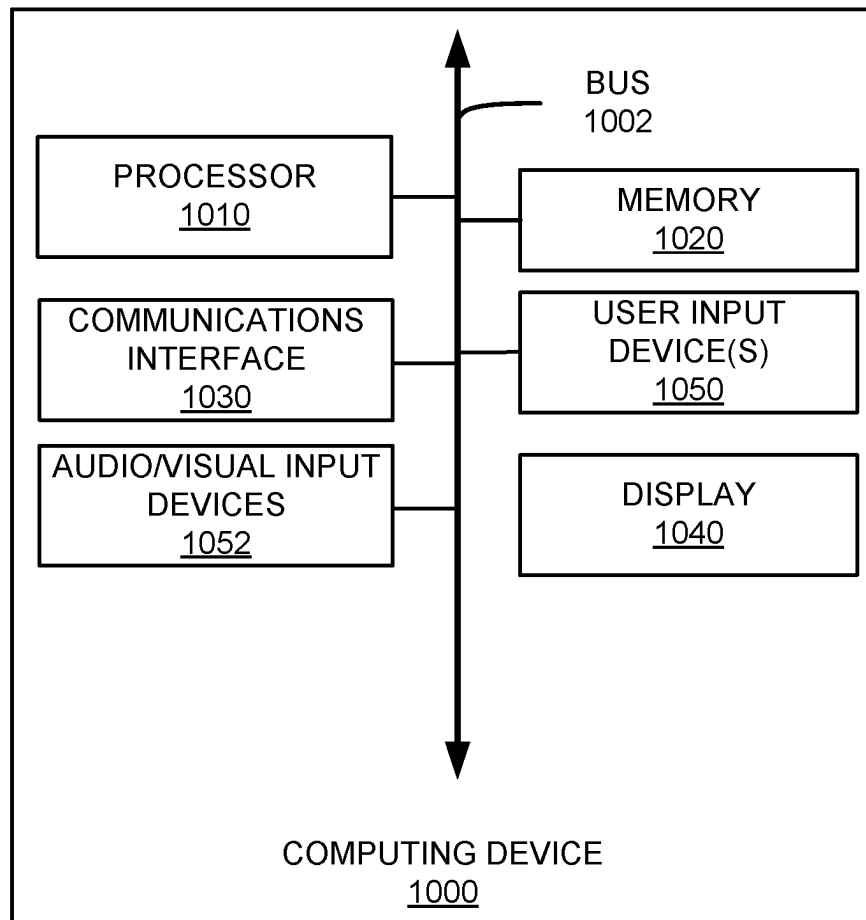 BUS
1002
PROCESSOR
1010
MEMORY
1020
COMMUNICATIONS
INTERFACE
1030
USER INPUT
DEVICE(S)
1050
AUDIO/VISUAL INPUT
DEVICES
1052
DISPLAY
1040
COMPUTING DEVICE
1000